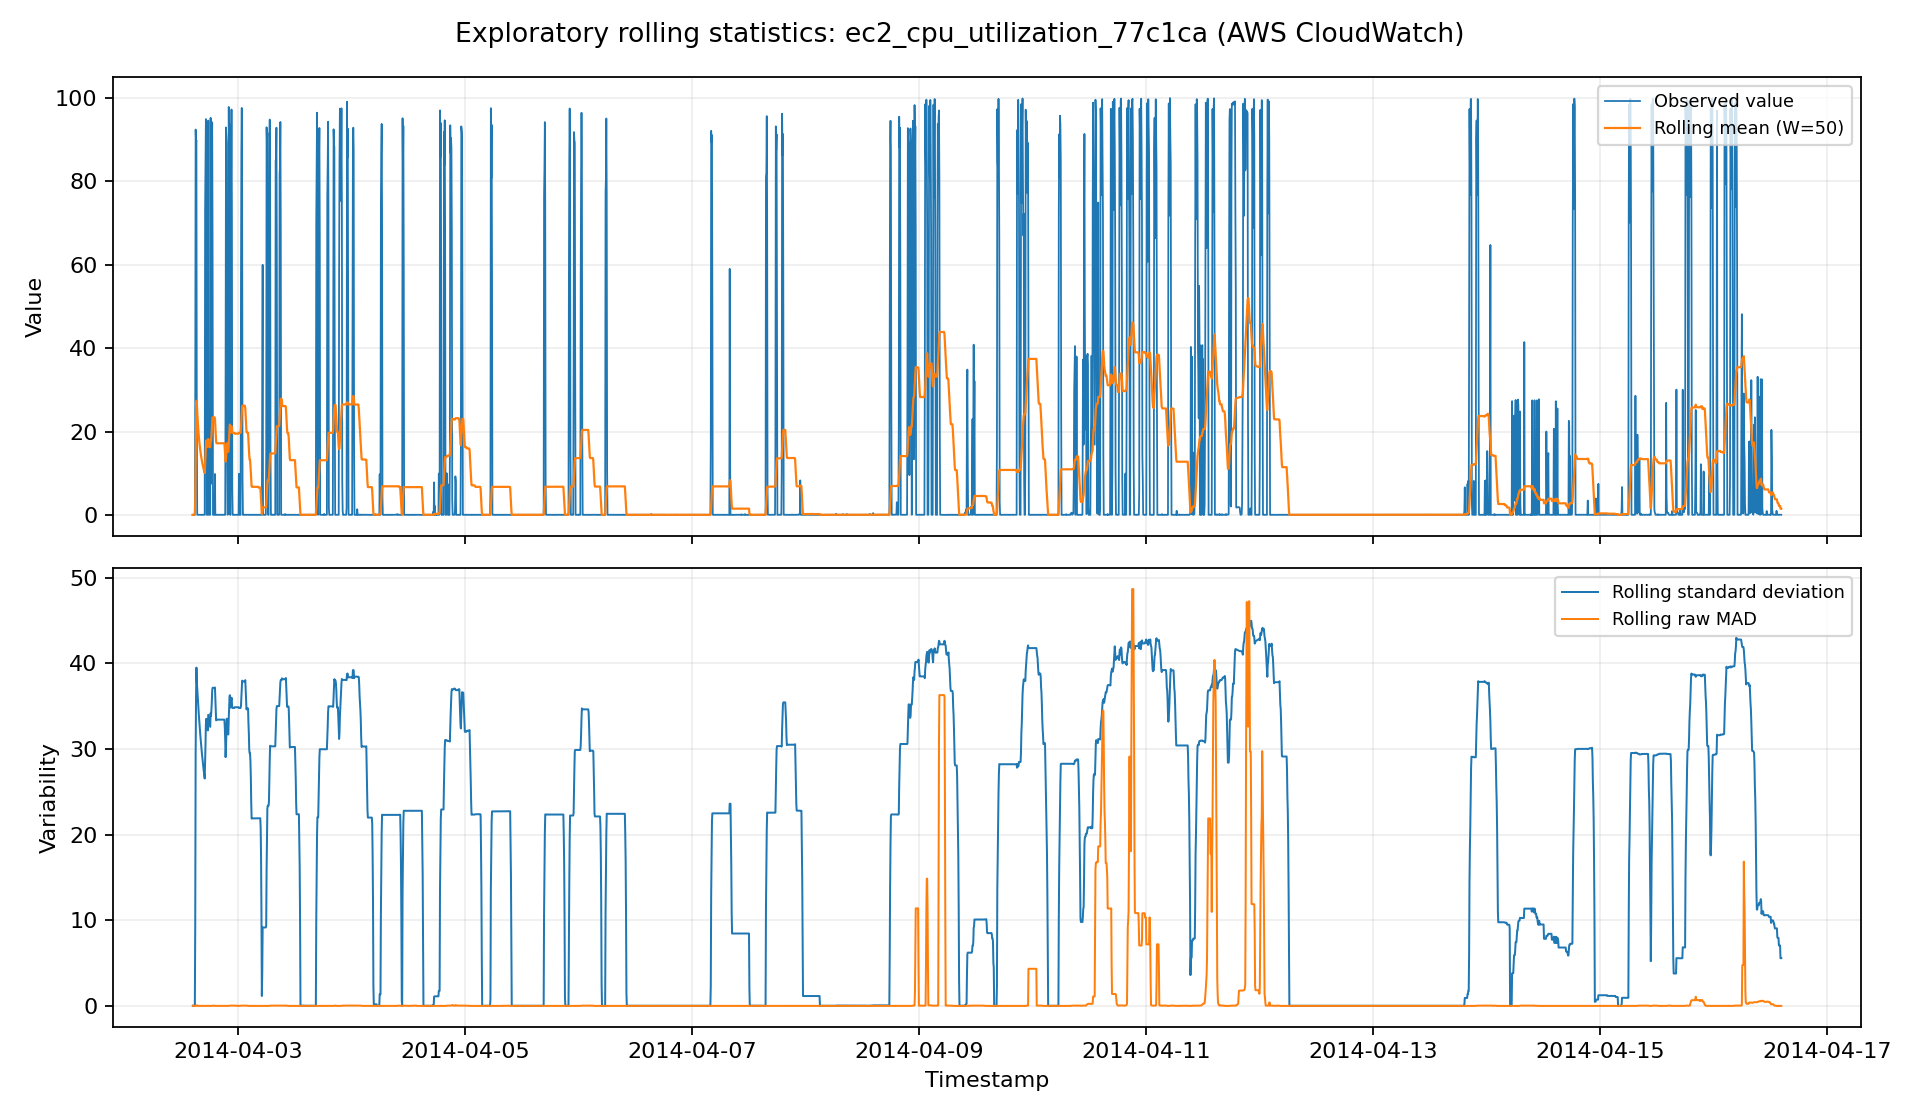 Exploratory rolling statistics: ec2_cpu_utilization_77c1ca (AWS CloudWatch)
100
80
60
40
20
0
Value
Observed value
Rolling mean (W=50)
50
40
30
20
10
0
Variability
Rolling standard deviation
Rolling raw MAD
2014-04-03 2014-04-05 2014-04-07 2014-04-09 2014-04-11 2014-04-13 2014-04-15 2014-04-17
Timestamp